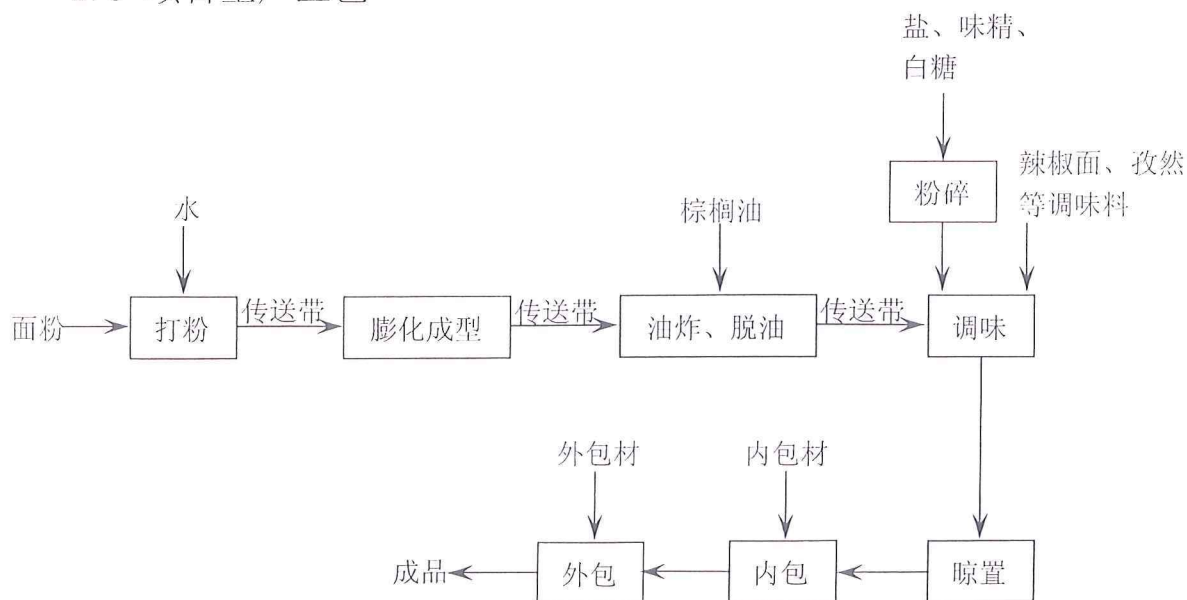 盐、味精、
白糖
粉碎
辣椒面、孜然
等调味料
水
棕榈油
面粉
打粉
传送带
膨化成型
传送带
油炸、脱油
传送带
调味
外包材
内包材
成品
外包
内包
晾置